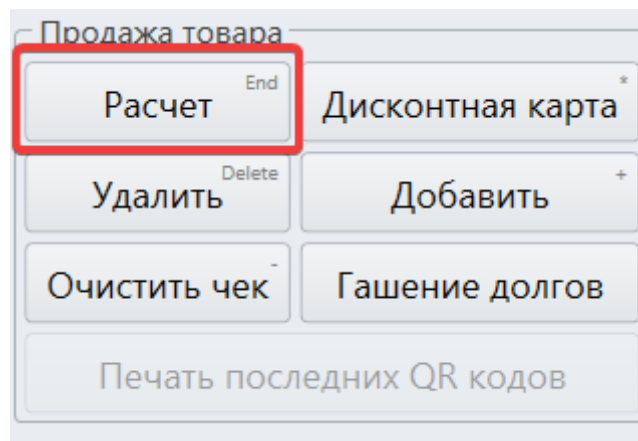 Продажа товара
End
Расчет
*
Дисконтная карта
Delete
Удалить
+
Добавить
-
Очистить чек
Гашение долгов
Печать последних QR кодов